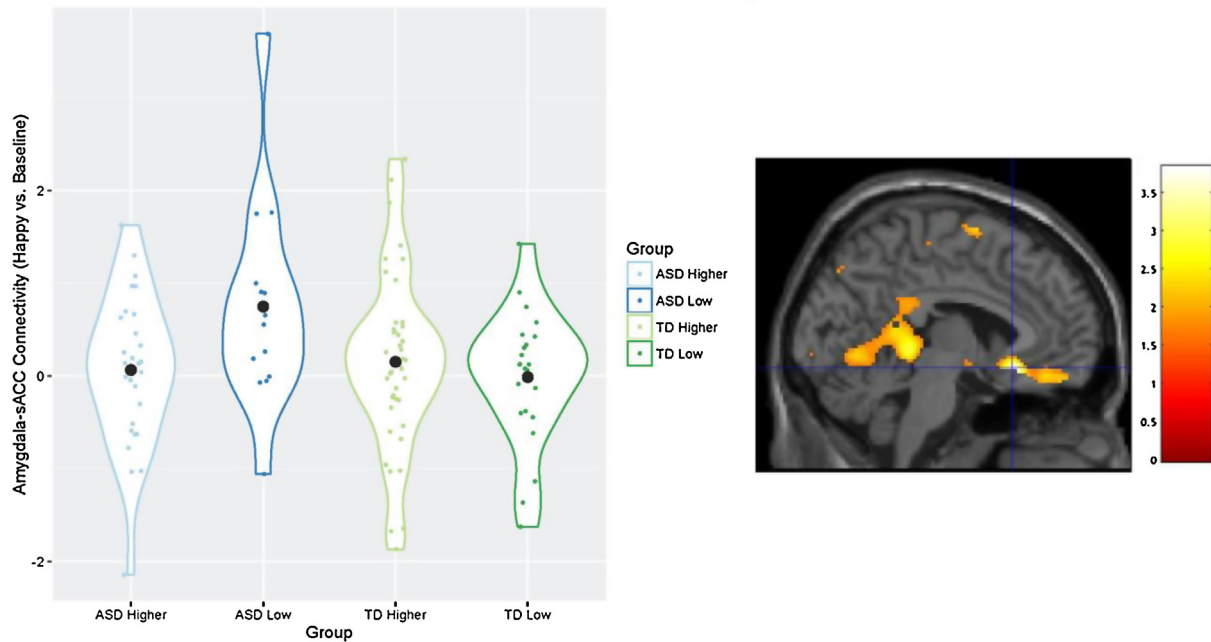 Amygdala-sACC Connectivity (Happy vs. Baseline)
2
0
-2
ASD Higher
ASD Low
TD Higher
TD Low
Group
Group
ASD Higher
ASD Low
TD Higher
TD Low
3.5
3
2.5
2
1.5
1
0.5
0